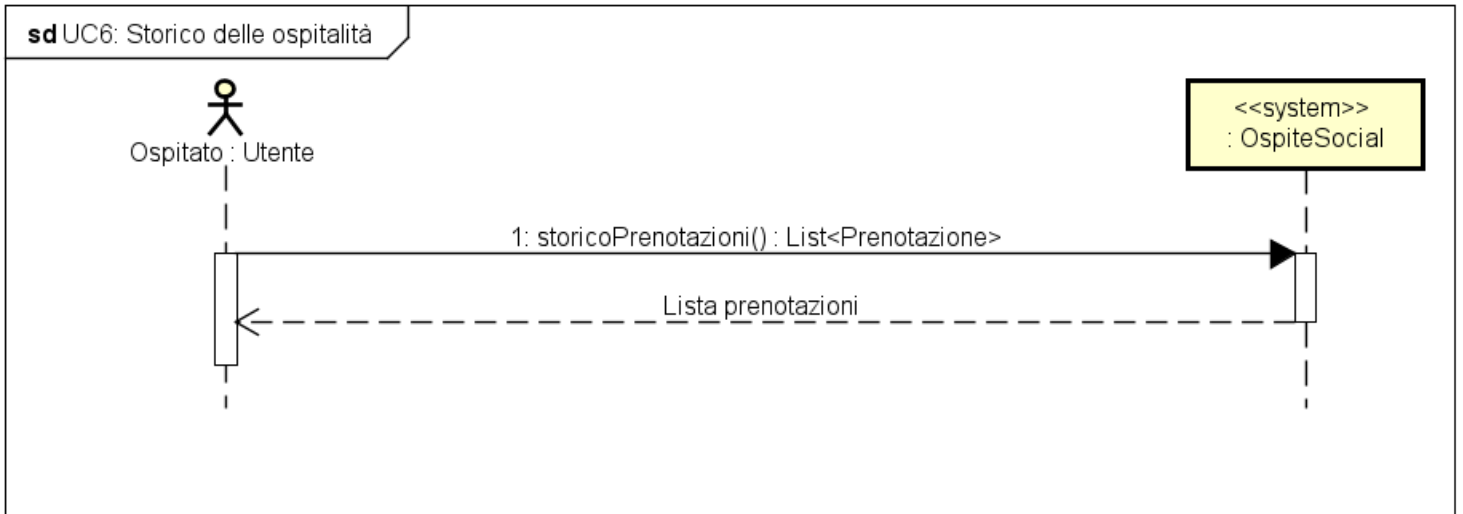 sd UC6: Storico delle ospitalità
Ospitato : Utente
<<system>>
: OspiteSocial
1: storicoPrenotazioni() : List<Prenotazione>
Lista prenotazioni